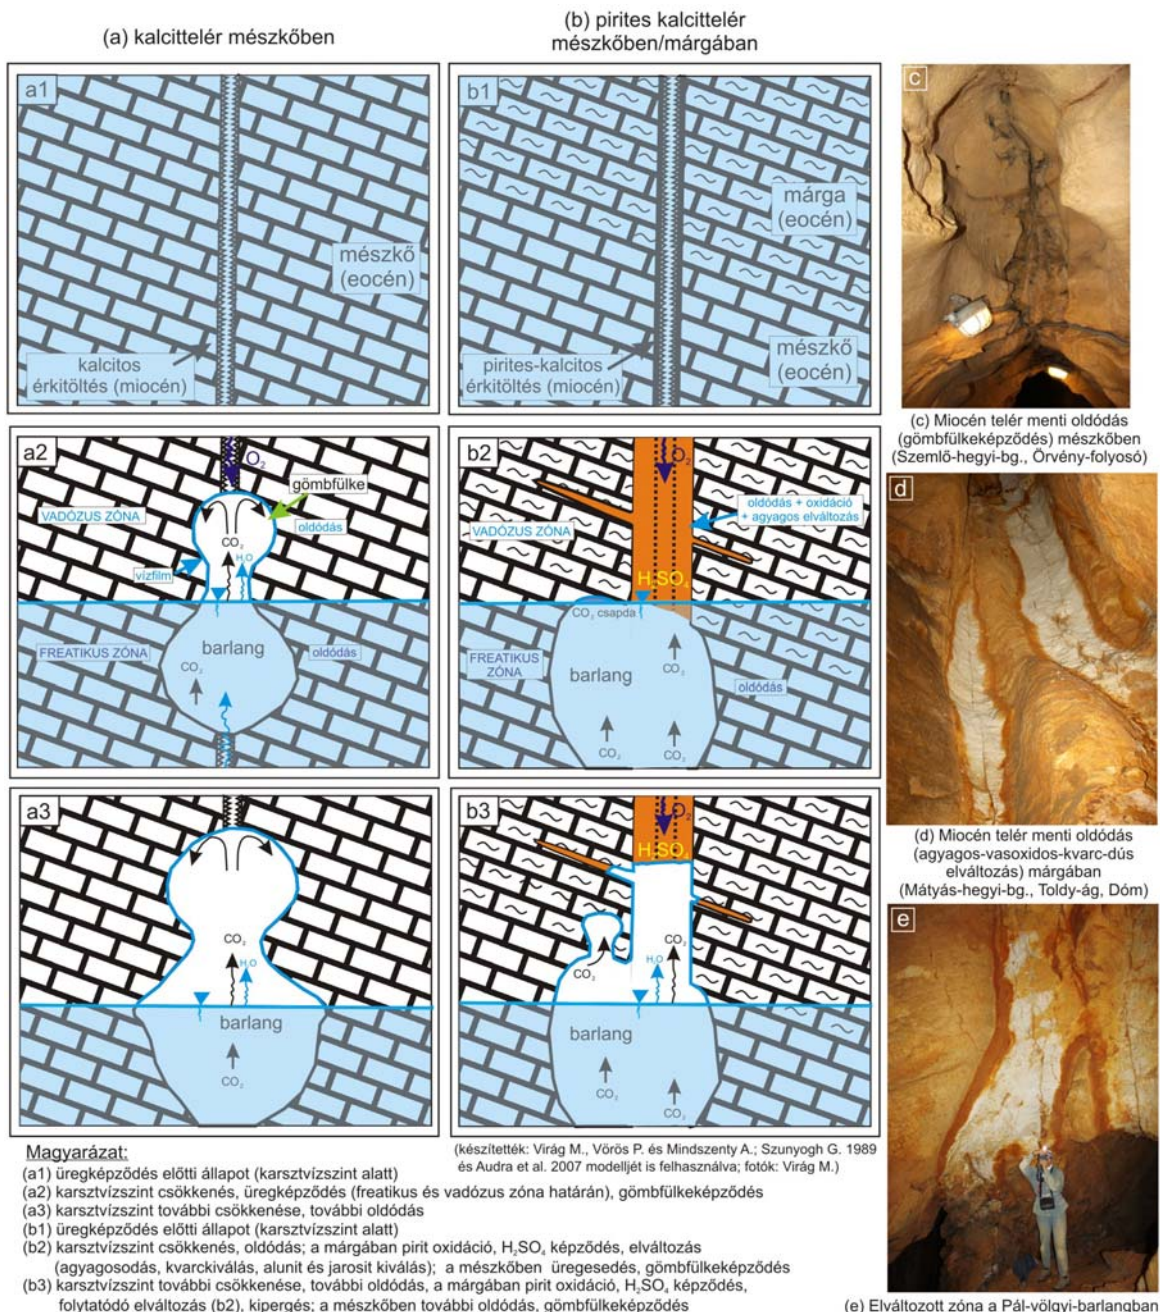 (a) kalcittelér mészkőben
(b) pirites kalcittelér
mészkőben/márgában
a1
mészkő
(eocén)
kalcitos
érkitöltés (miocén)
b1
márga
(eocén)
mészkő
(eocén)
pirites-kalcitos
érkitöltés (miocén)
c
(c) Miocén telér menti oldódás
(gömbfülkeképződés) mészkőben
(Szemlő-hegyi-bg., Örvény-folyosó)
a2
O₂
gömbfülke
VADÓZUS ZÓNA
oldódás
CO₂
H₂O
vízfilm
FREATIKUS ZÓNA
barlang
oldódás
CO₂
b2
O₂
oldódás + oxidáció
+ agyagos elváltozás
VADÓZUS ZÓNA
H₂SO₄
CO₂ csapda
FREATIKUS
ZÓNA
CO₂
barlang
oldódás
CO₂
CO₂
d
(d) Miocén telér menti oldódás
(agyagos-vasoxidos-kvarc-dús
elváltozás) márgában
(Mátyás-hegyi-bg., Toldy-ág, Dóm)
a3
CO₂
H₂O
barlang
CO₂
b3
O₂
H₂SO₄
CO₂
CO₂
H₂O
barlang
CO₂
CO₂
e
(e) Elváltozott zóna a Pál-völgyi-barlangban
Magyarázat:
(készítették: Virág M., Vörös P. és Mindszenty A.; Szunyogh G. 1989
és Audra et al. 2007 modelljét is felhasználva; fotók: Virág M.)
(a1) üregképződés előtti állapot (karsztvízszint alatt)
(a2) karsztvízszint csökkenés, üregképződés (freatikus és vadózus zóna határán), gömbfülkeképződés
(a3) karsztvízszint további csökkenése, további oldódás
(b1) üregképződés előtti állapot (karsztvízszint alatt)
(b2) karsztvízszint csökkenés, oldódás; a márgában pirit oxidáció, H₂SO₄ képződés, elváltozás
(agyagosodás, kvarckiválás, alunit és jarosit kiválás); a mészkőben üregesedés, gömbfülkeképződés
(b3) karsztvízszint további csökkenése, további oldódás, a márgában pirit oxidáció, H₂SO₄ képződés,
folytatódó elváltozás (b2), kipergés; a mészkőben további oldódás, gömbfülkeképződés